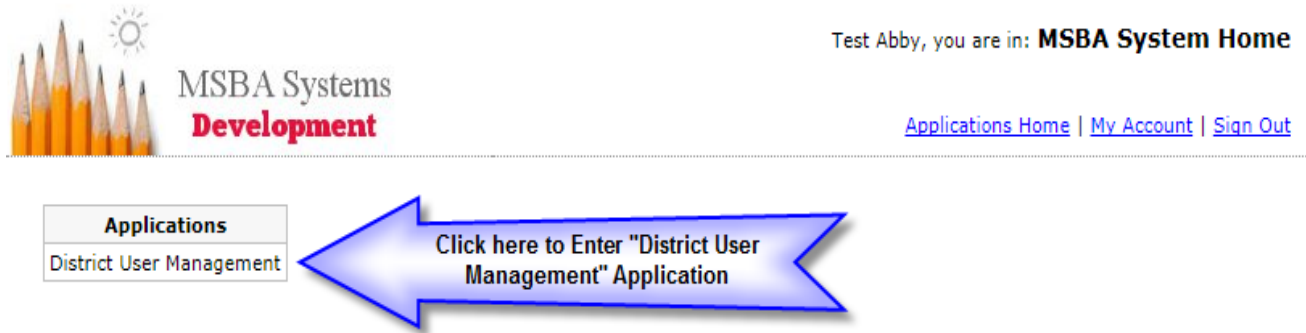 Test Abby, you are in: MSBA System Home
MSBA Systems
Development
Applications Home | My Account | Sign Out
Applications
District User Management
Click here to Enter "District User
Management" Application